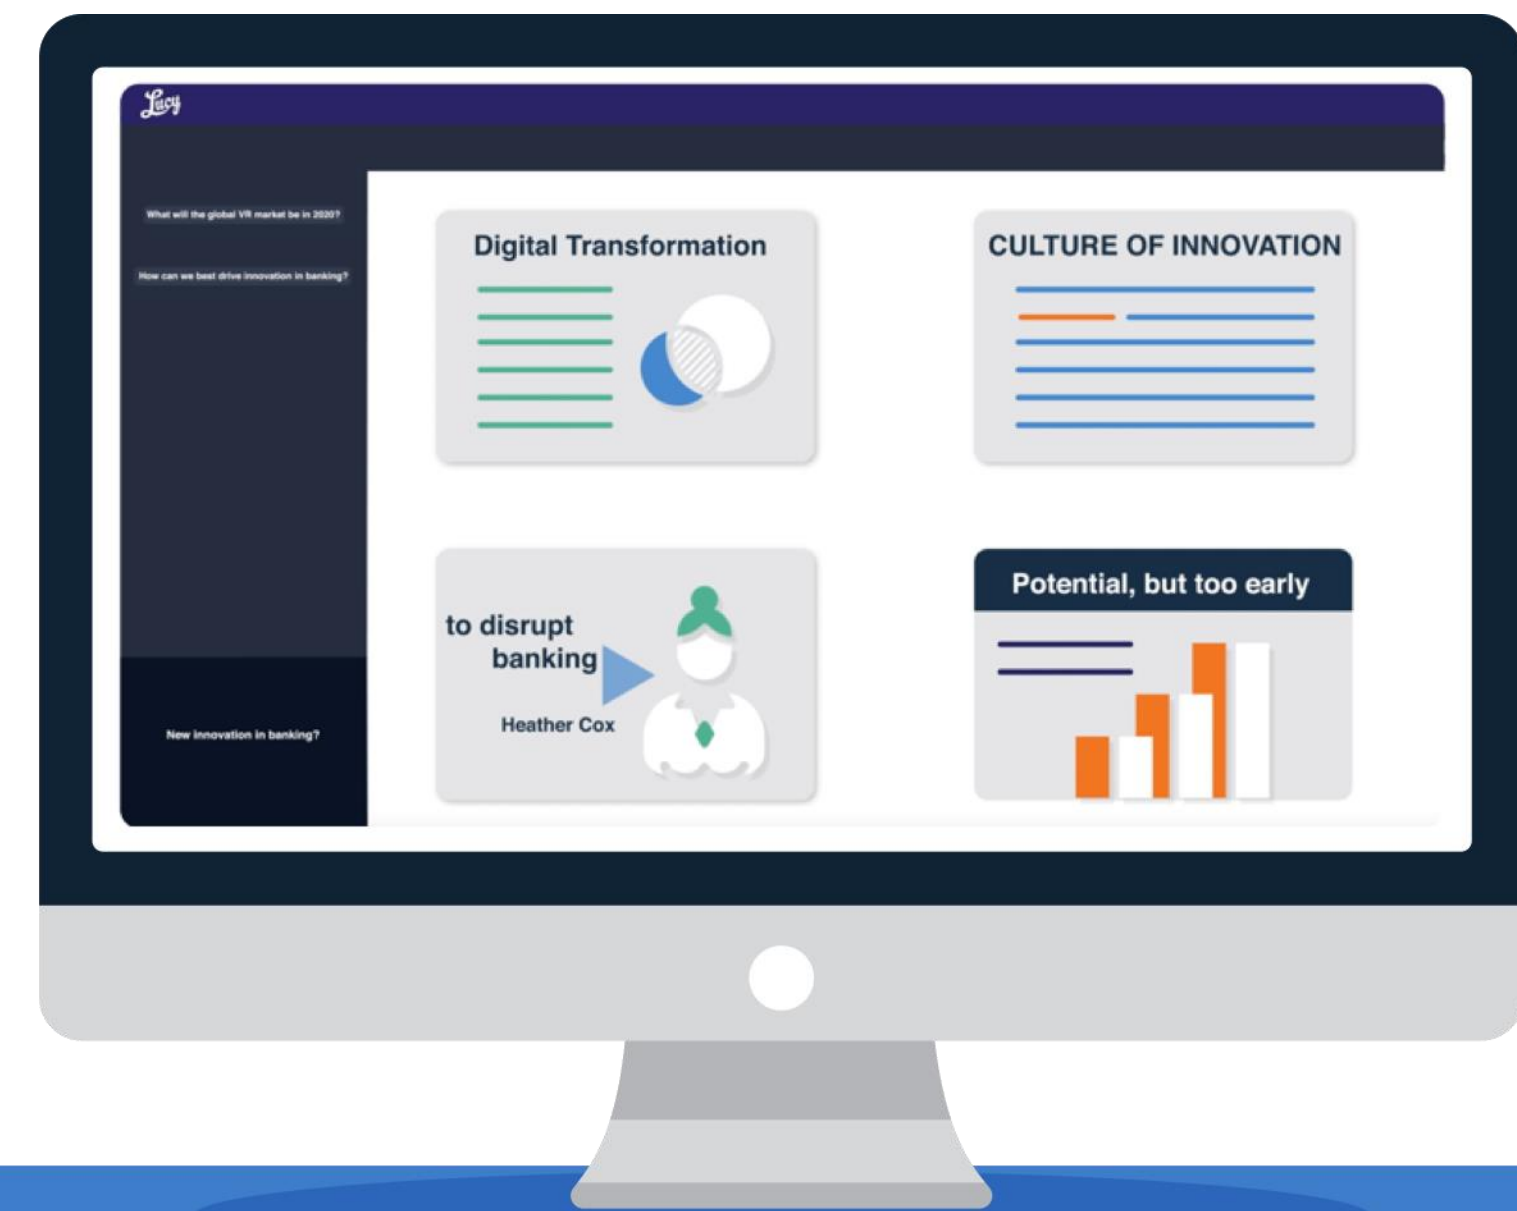 Lucy
What will the global VR market be in 2020?
How can we best drive innovation in banking?
New innovation in banking?
Digital Transformation
CULTURE OF INNOVATION
to disrupt
banking
Heather Cox
Potential, but too early